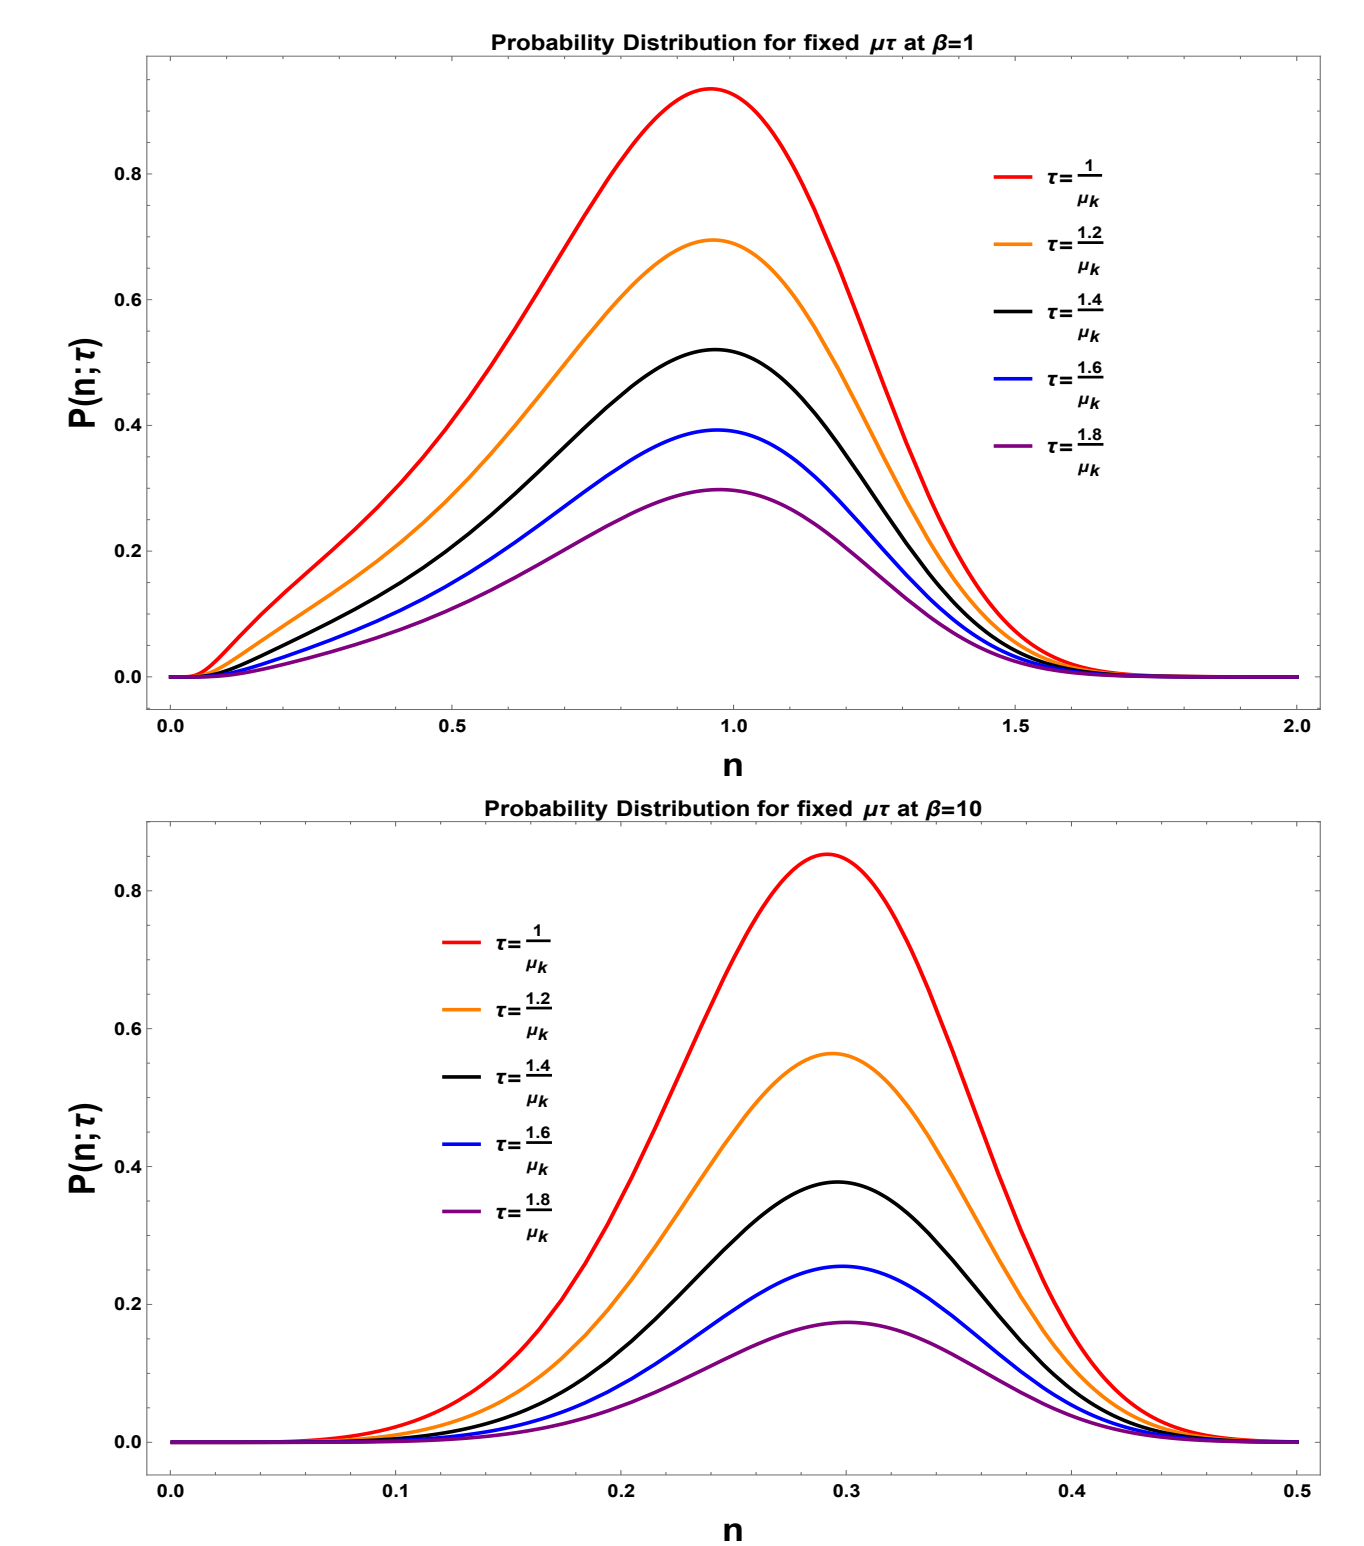 Probability Distribution for fixed μτ at β=1
P(n;τ)
0.8
0.6
0.4
0.2
0.0
τ=1/μk
τ=1.2/μk
τ=1.4/μk
τ=1.6/μk
τ=1.8/μk
0.0 0.5 1.0 1.5 2.0
n
Probability Distribution for fixed μτ at β=10
P(n;τ)
0.8
0.6
0.4
0.2
0.0
τ=1/μk
τ=1.2/μk
τ=1.4/μk
τ=1.6/μk
τ=1.8/μk
0.0 0.1 0.2 0.3 0.4 0.5
n